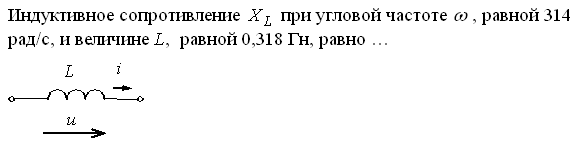 Индуктивное сопротивление X_L при угловой частоте ω , равной 314
рад/с, и величине L, равной 0,318 Гн, равно …
L i
u